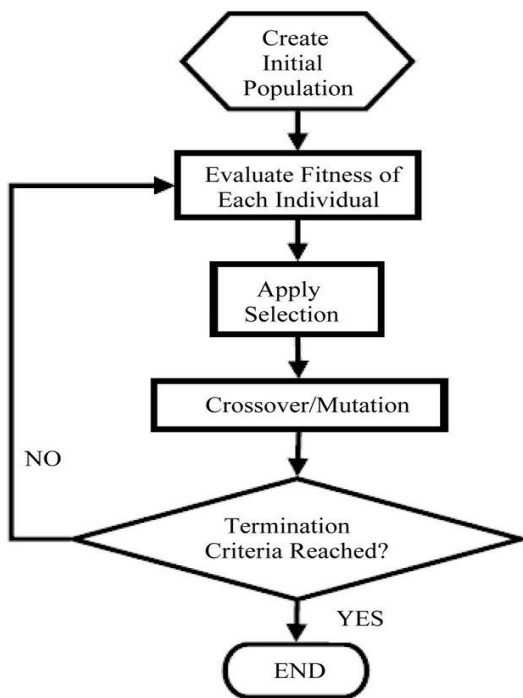 Create
Initial
Population
Evaluate Fitness of
Each Individual
Apply
Selection
Crossover/Mutation
NO
Termination
Criteria Reached?
YES
END